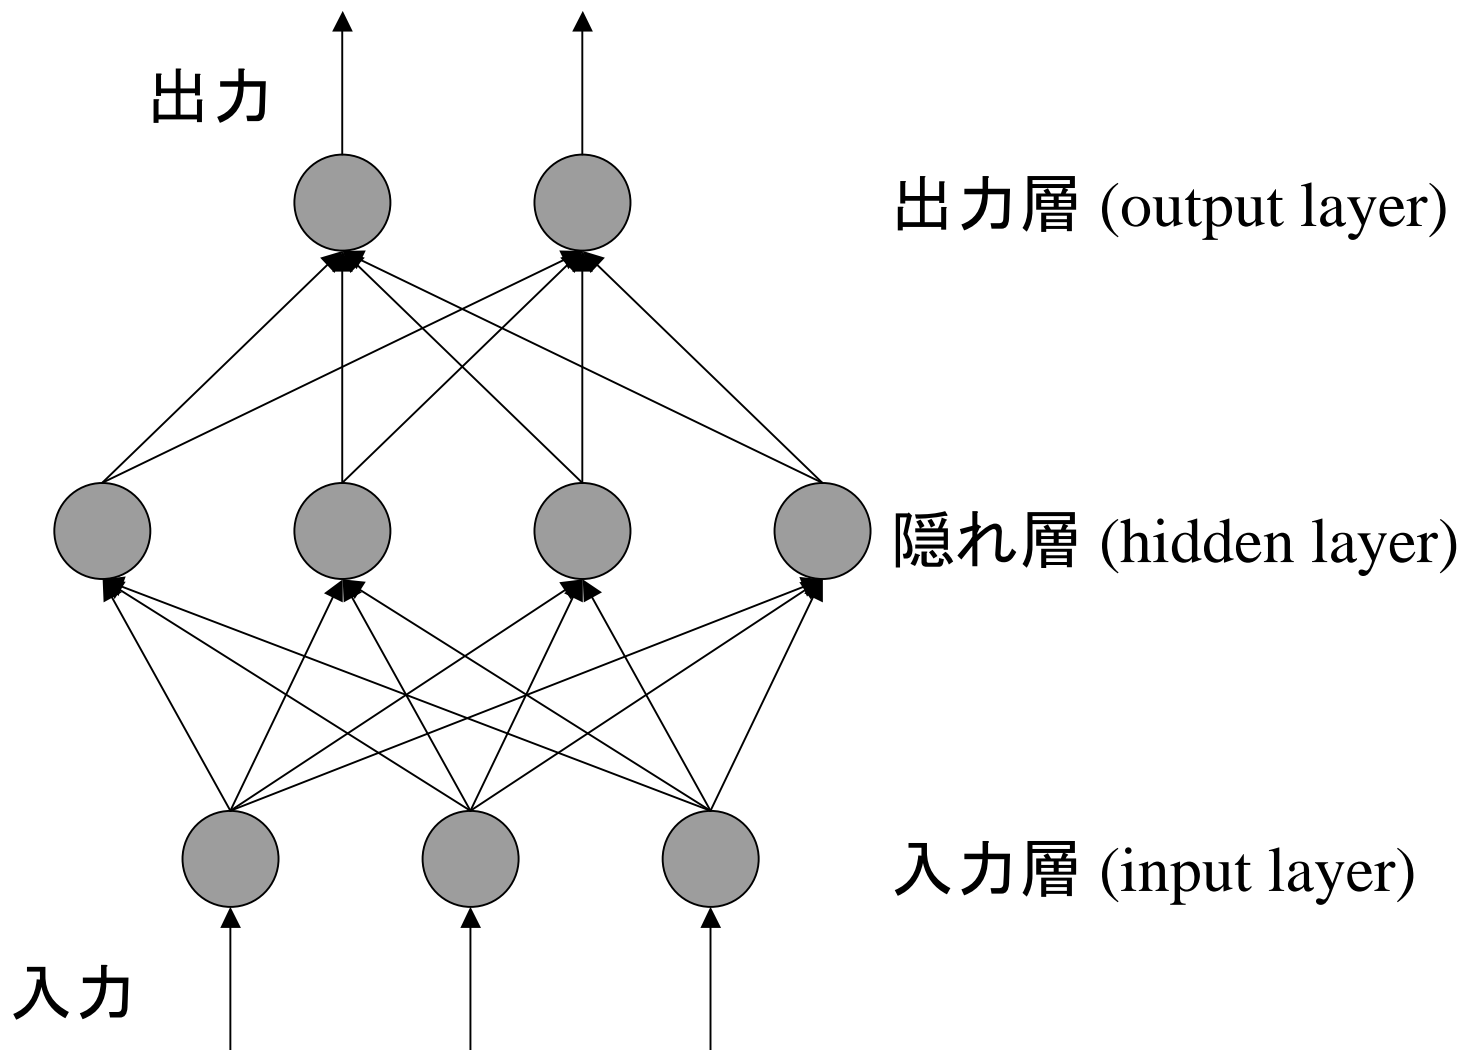 出力
出力層 (output layer)
隠れ層 (hidden layer)
入力層 (input layer)
入力